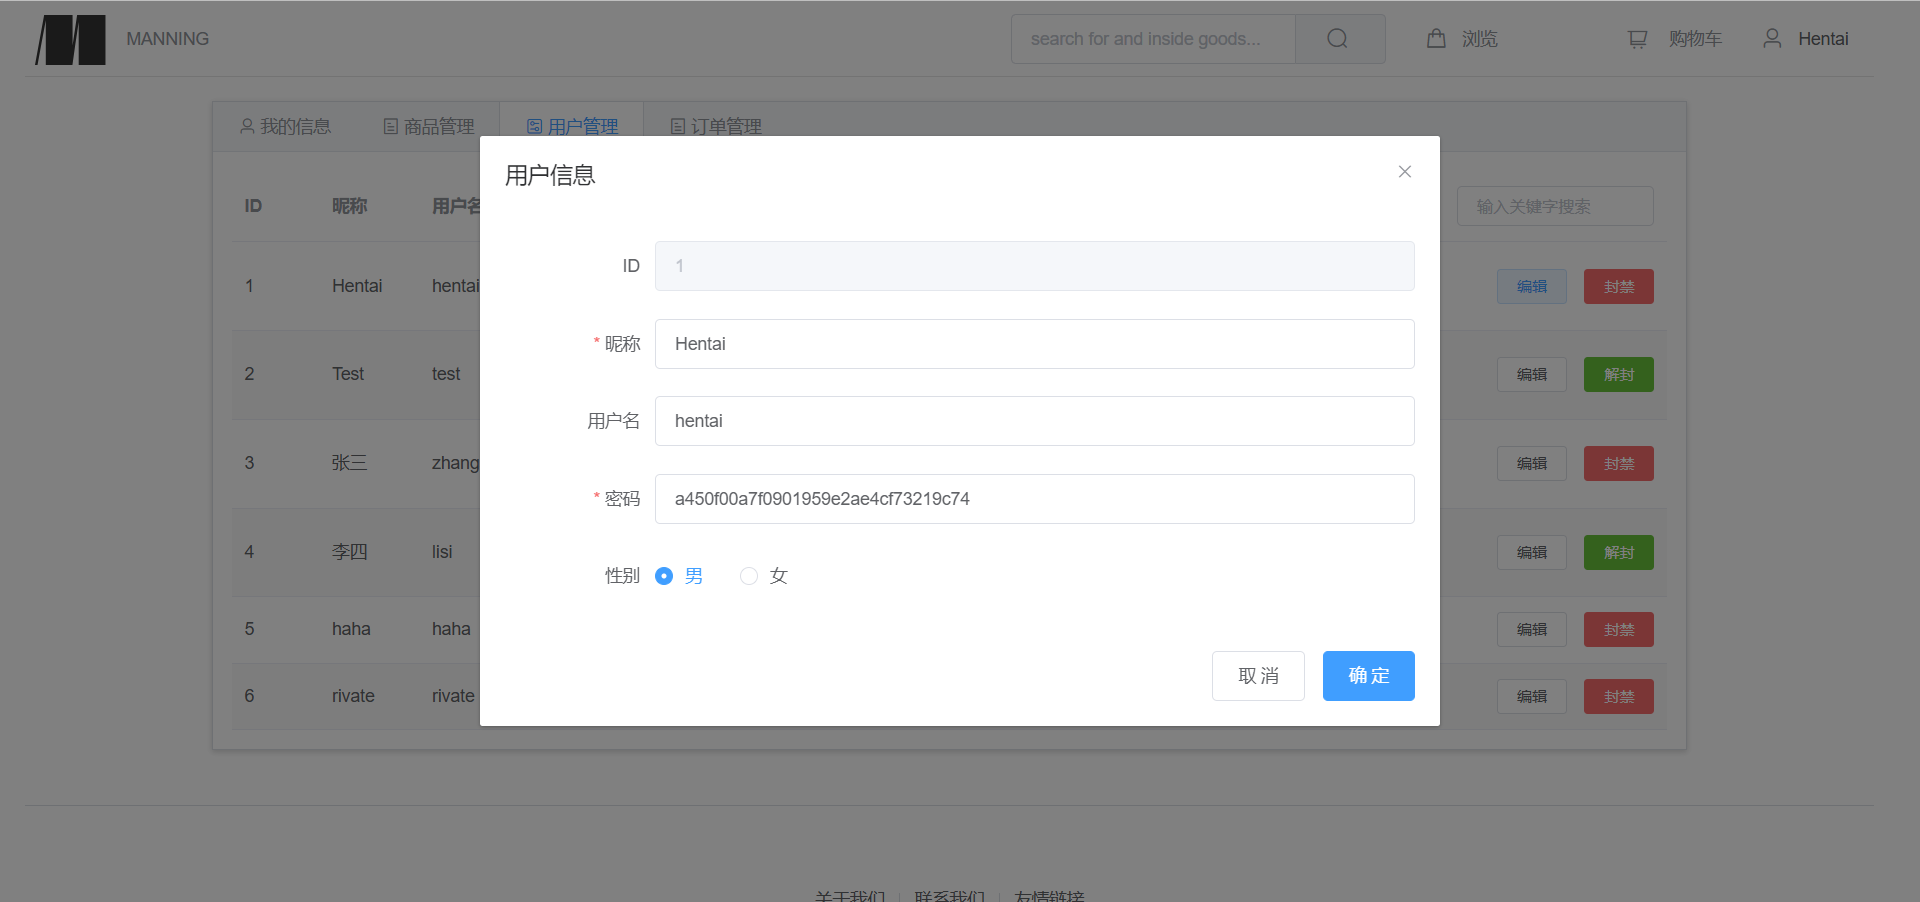 MANNING
search for and inside goods...
浏览
购物车
Hentai
我的信息
商品管理
用户管理
订单管理
用户信息
ID 昵称 用户名
输入关键字搜索
ID 1
* 昵称 Hentai
用户名 hentai
* 密码 a450f00a7f0901959e2ae4cf73219c74
性别 男 女
取消 确定
1 Hentai hentai 编辑 封禁
2 Test test 编辑 解封
3 张三 zhang 编辑 封禁
4 李四 lisi 编辑 解封
5 haha haha 编辑 封禁
6 rivate rivate 编辑 封禁
关于我们 联系我们 友情链接